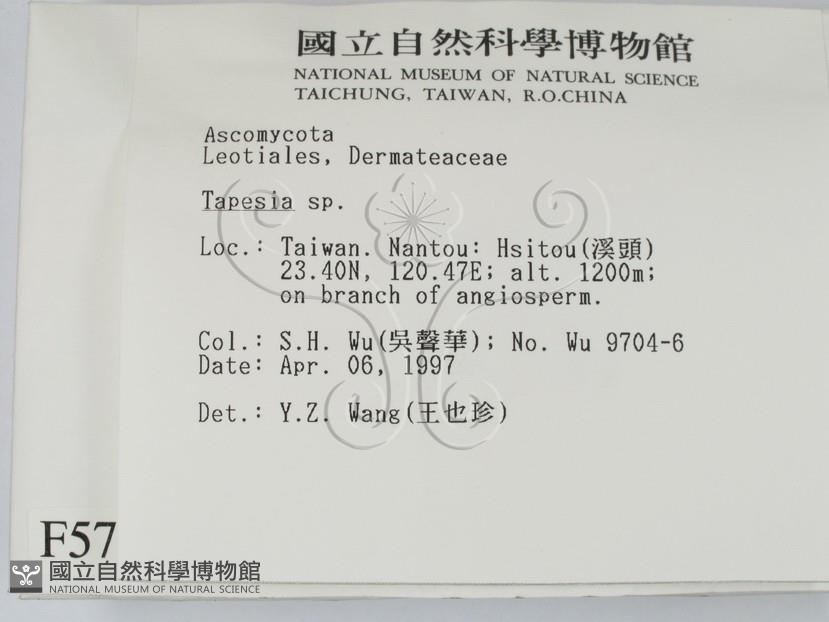 國立自然科學博物館
NATIONAL MUSEUM OF NATURAL SCIENCE
TAICHUNG, TAIWAN, R.O.CHINA
Ascomycota
Leotiales, Dermateaceae
Tapesia sp.
Loc.: Taiwan. Nantou: Hsitou(溪頭)
23.40N, 120.47E; alt. 1200m;
on branch of angiosperm.
Col.: S.H. Wu(吳聲華); No. Wu 9704-6
Date: Apr. 06, 1997
Det.: Y.Z. Wang(王也珍)
F57
國立自然科學博物館
NATIONAL MUSEUM OF NATURAL SCIENCE